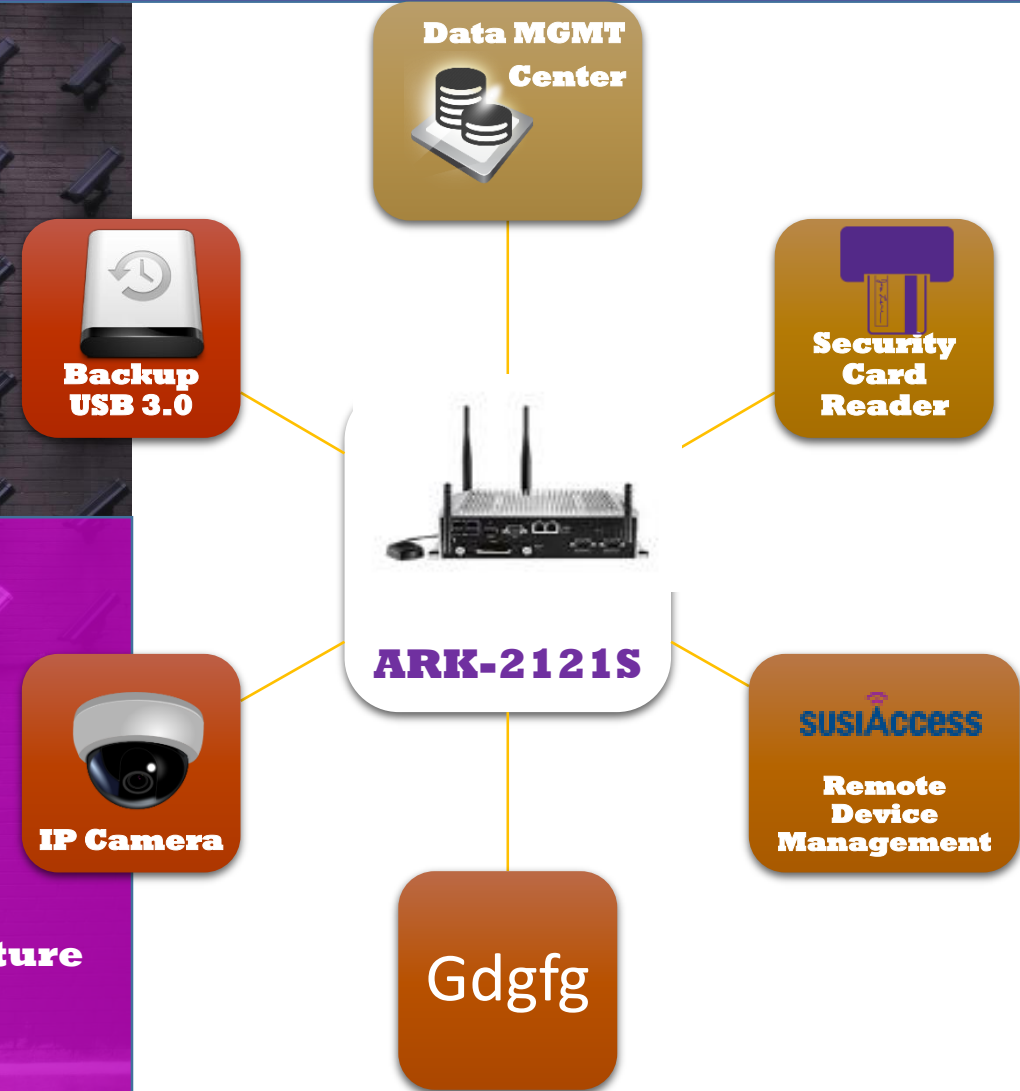 Data MGMT
Center
Backup
USB 3.0
Security
Card
Reader
ARK-2121S
IP Camera
SUSIAccess
Remote
Device
Management
ture
Gdgfg